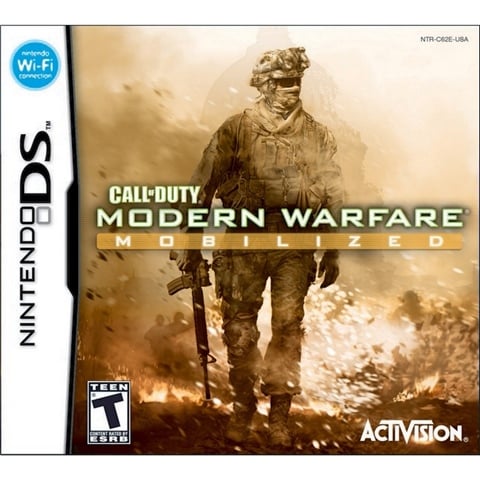 Nintendo
Wi-Fi
connection
NTR-C62E-USA
NINTENDO DS™
CALL OF DUTY
MODERN WARFARE®
MOBILIZED
TEEN
T
CONTENT RATED BY
ESRB
ACTIVISION®